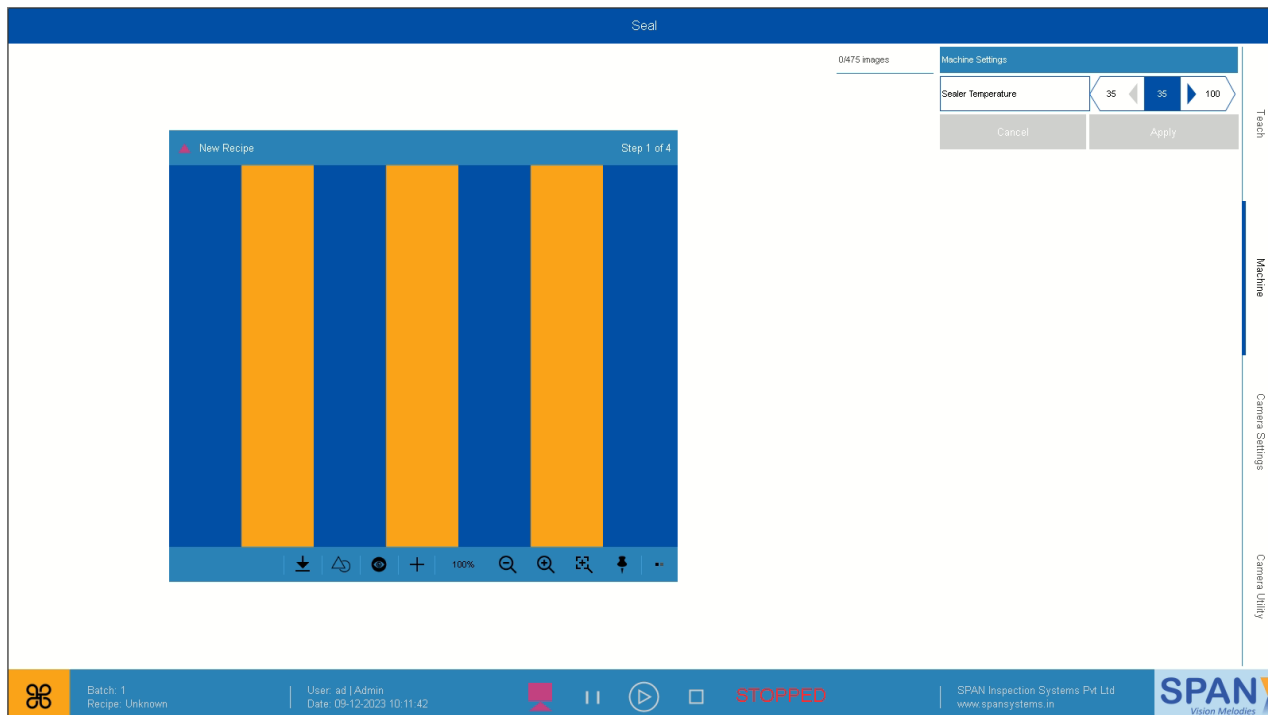 Seal
0/475 images
Machine Settings
Sealer Temperature
35
35
100
Cancel
Apply
New Recipe
Step 1 of 4
100%
Teach
Machine
Camera Settings
Camera Utility
Batch: 1
Recipe: Unknown
User: ad | Admin
Date: 09-12-2023 10:11:42
STOPPED
SPAN Inspection Systems Pvt Ltd
www.spansystems.in
SPAN
Vision Melodies